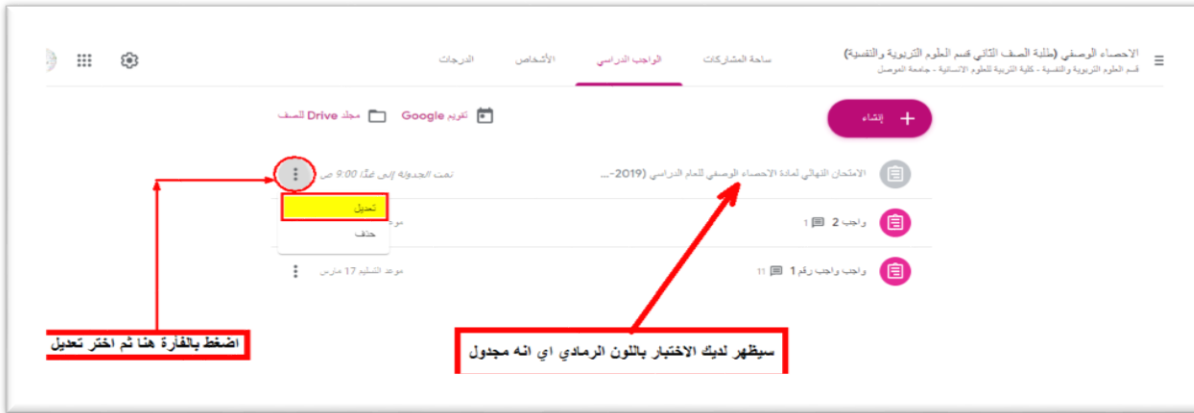 الاحصاء الوصفي (طلبة الصف الثاني قسم العلوم التربوية والنفسية)
قسم العلوم التربوية والنفسية - كلية التربية للعلوم الانسانية - جامعة الموصل
ساحة المشاركات
الواجب الدراسي
الأشخاص
الدرجات
إنشاء
تقويم Google
مجلد Drive للصف
الامتحان النهائي لمادة الاحصاء الوصفي للعام الدراسي (2019-...
تمت الجدولة إلى غدًا 9:00 ص
تعديل
حذف
واجب 2
1
واجب واجب رقم 1
11
موعد التسليم 17 مارس
اضغط بالفأرة هنا ثم اختر تعديل
سيظهر لديك الاختبار باللون الرمادي اي انه مجدول